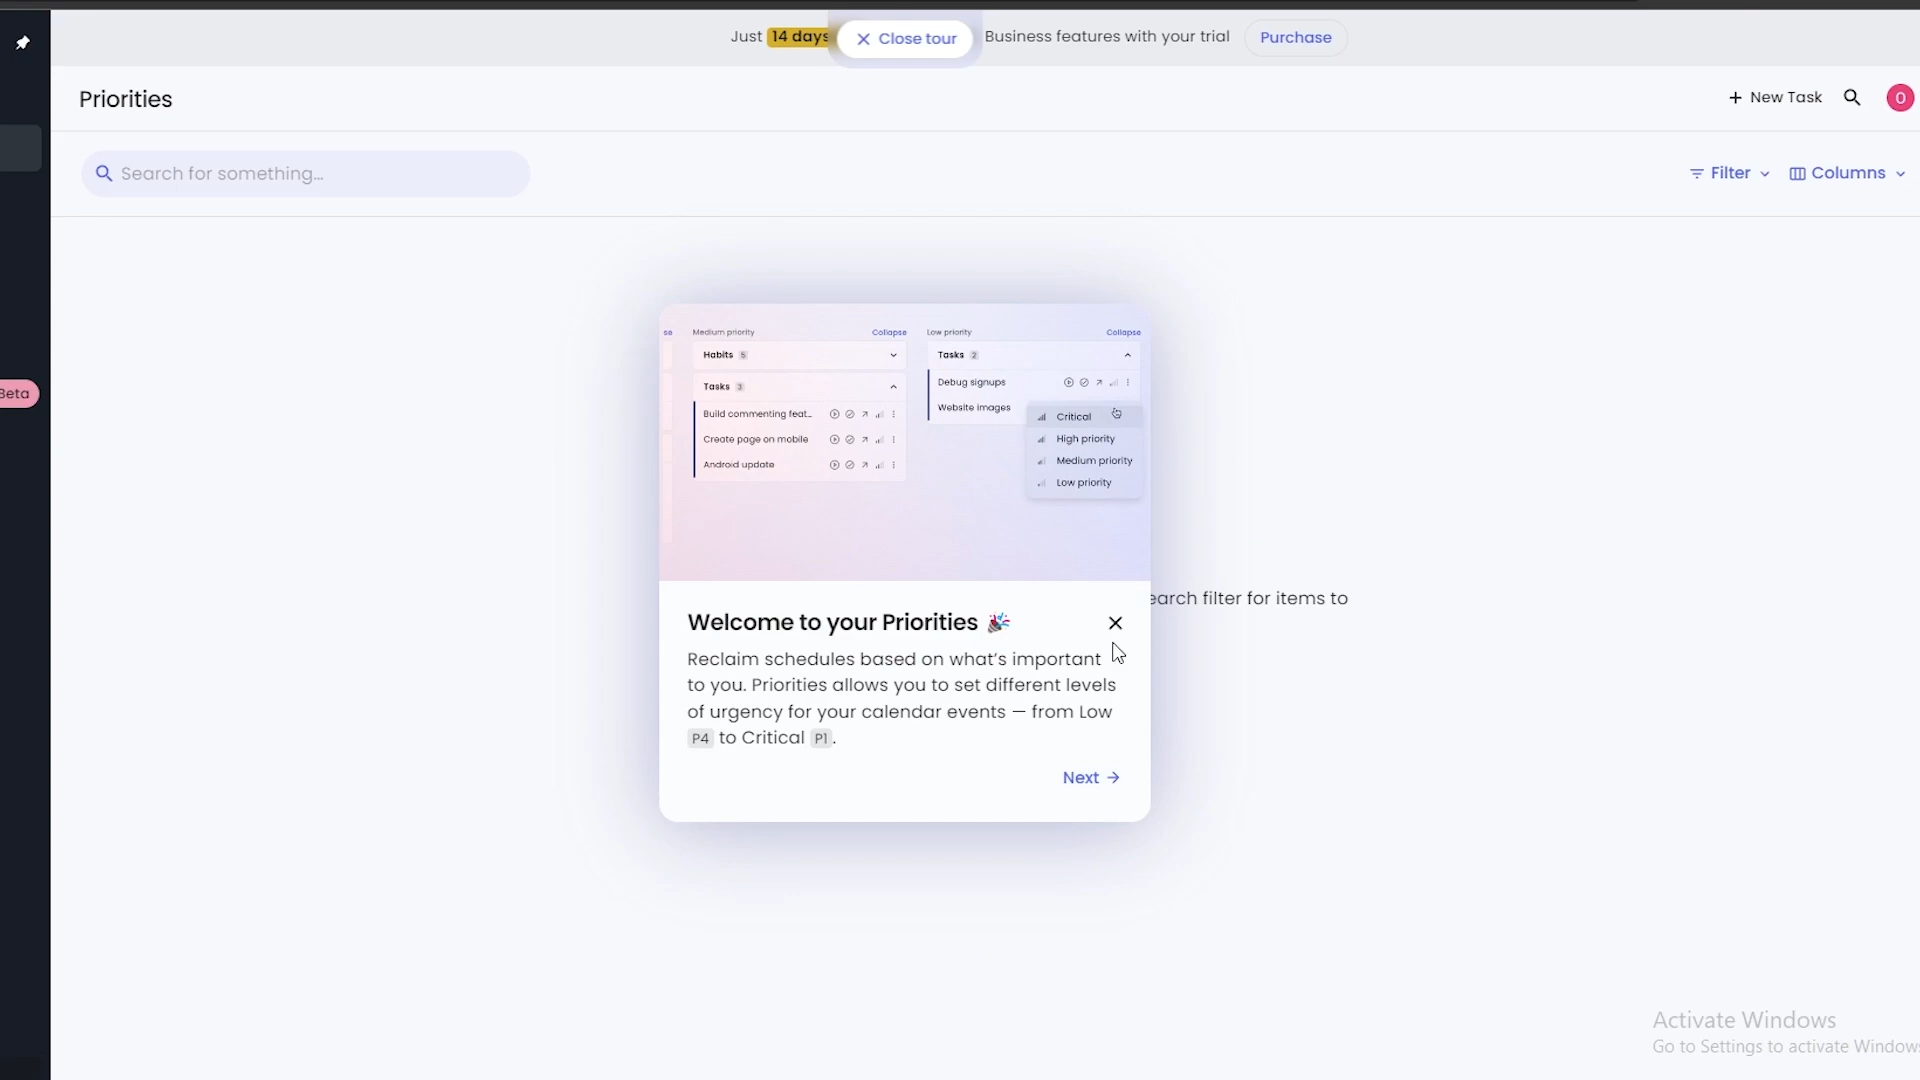 Just 14 days
Close tour
Business features with your trial
Purchase
Priorities
+ New Task
O
Search for something...
Filter
Columns
Beta
Medium priority
Collapse
Low priority
Collapse
Habits 5
Tasks 2
Tasks 3
Debug signups
Website images
Build commenting feat...
Critical
Create page on mobile
High priority
Android update
Medium priority
Low priority
filter for items to
Welcome to your Priorities
Reclaim schedules based on what's important
to you. Priorities allows you to set different levels
of urgency for your calendar events — from Low
P4 to Critical P1.
Next →
Activate Windows
Go to Settings to activate Windows